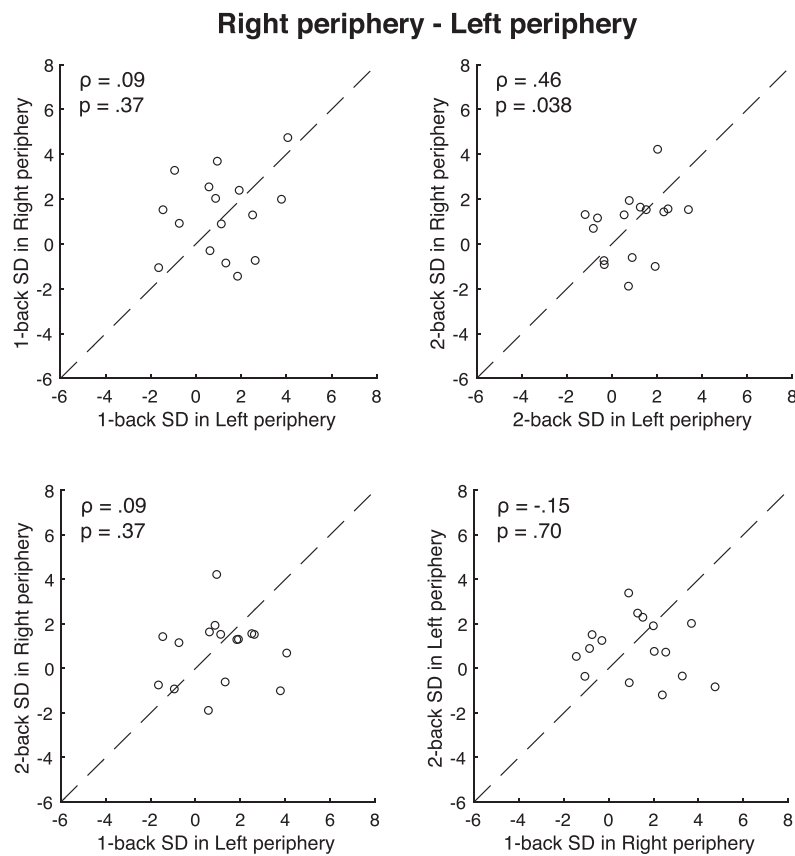 Right periphery - Left periphery
ρ = .09
p = .37
8
6
4
2
0
-2
-4
-6
1-back SD in Right periphery
-6 -4 -2 0 2 4 6 8
1-back SD in Left periphery
ρ = .46
p = .038
8
6
4
2
0
-2
-4
-6
2-back SD in Right periphery
-6 -4 -2 0 2 4 6 8
2-back SD in Left periphery
ρ = .09
p = .37
8
6
4
2
0
-2
-4
-6
2-back SD in Right periphery
-6 -4 -2 0 2 4 6 8
1-back SD in Left periphery
ρ = -.15
p = .70
8
6
4
2
0
-2
-4
-6
2-back SD in Left periphery
-6 -4 -2 0 2 4 6 8
1-back SD in Right periphery